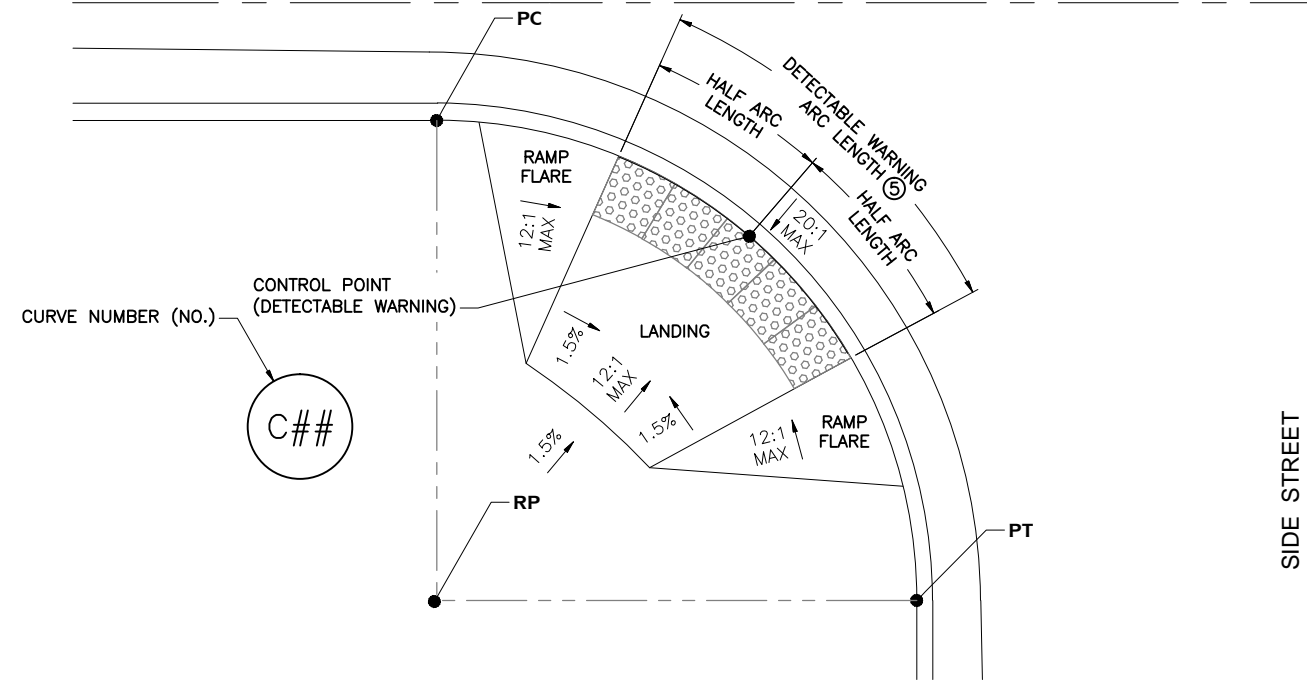 PC
DETECTABLE WARNING
ARC LENGTH ⑤
HALF ARC
LENGTH
HALF ARC
LENGTH
RAMP
FLARE
12:1
MAX
20:1
MAX
CONTROL POINT
(DETECTABLE WARNING)
CURVE NUMBER (NO.)
C##
LANDING
1.5%
12:1
MAX
1.5%
1.5%
12:1
MAX
RAMP
FLARE
RP
PT
SIDE STREET